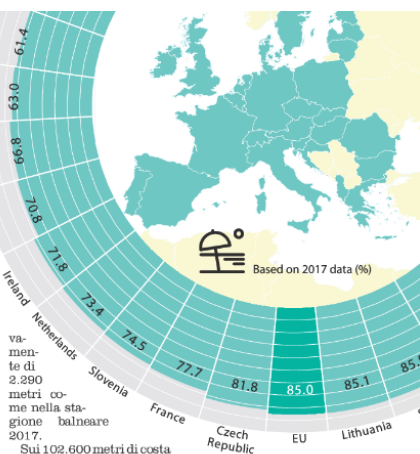 61.4
63.0
66.8
70.8
71.8
73.4
74.5
77.7
81.8
85.0
85.1
Based on 2017 data (%)
Ireland
Netherlands
Slovenia
France
Czech
Republic
EU
Lithuania
va-
men-
te di
2.290
metri co-
me nella sta-
gione balneare
2017.
Sui 102.600 metri di costa